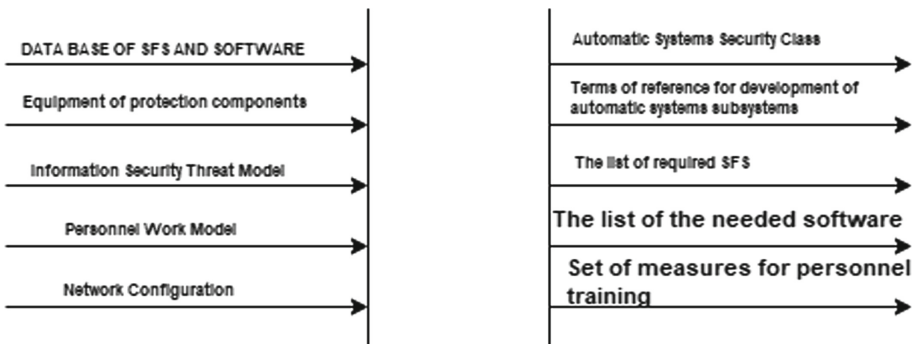 DATA BASE OF SFS AND SOFTWARE
Equipment of protection components
Information Security Threat Model
Personnel Work Model
Network Configuration
Automatic Systems Security Class
Terms of reference for development of
automatic systems subsystems
The list of required SFS
The list of the needed software
Set of measures for personnel
training